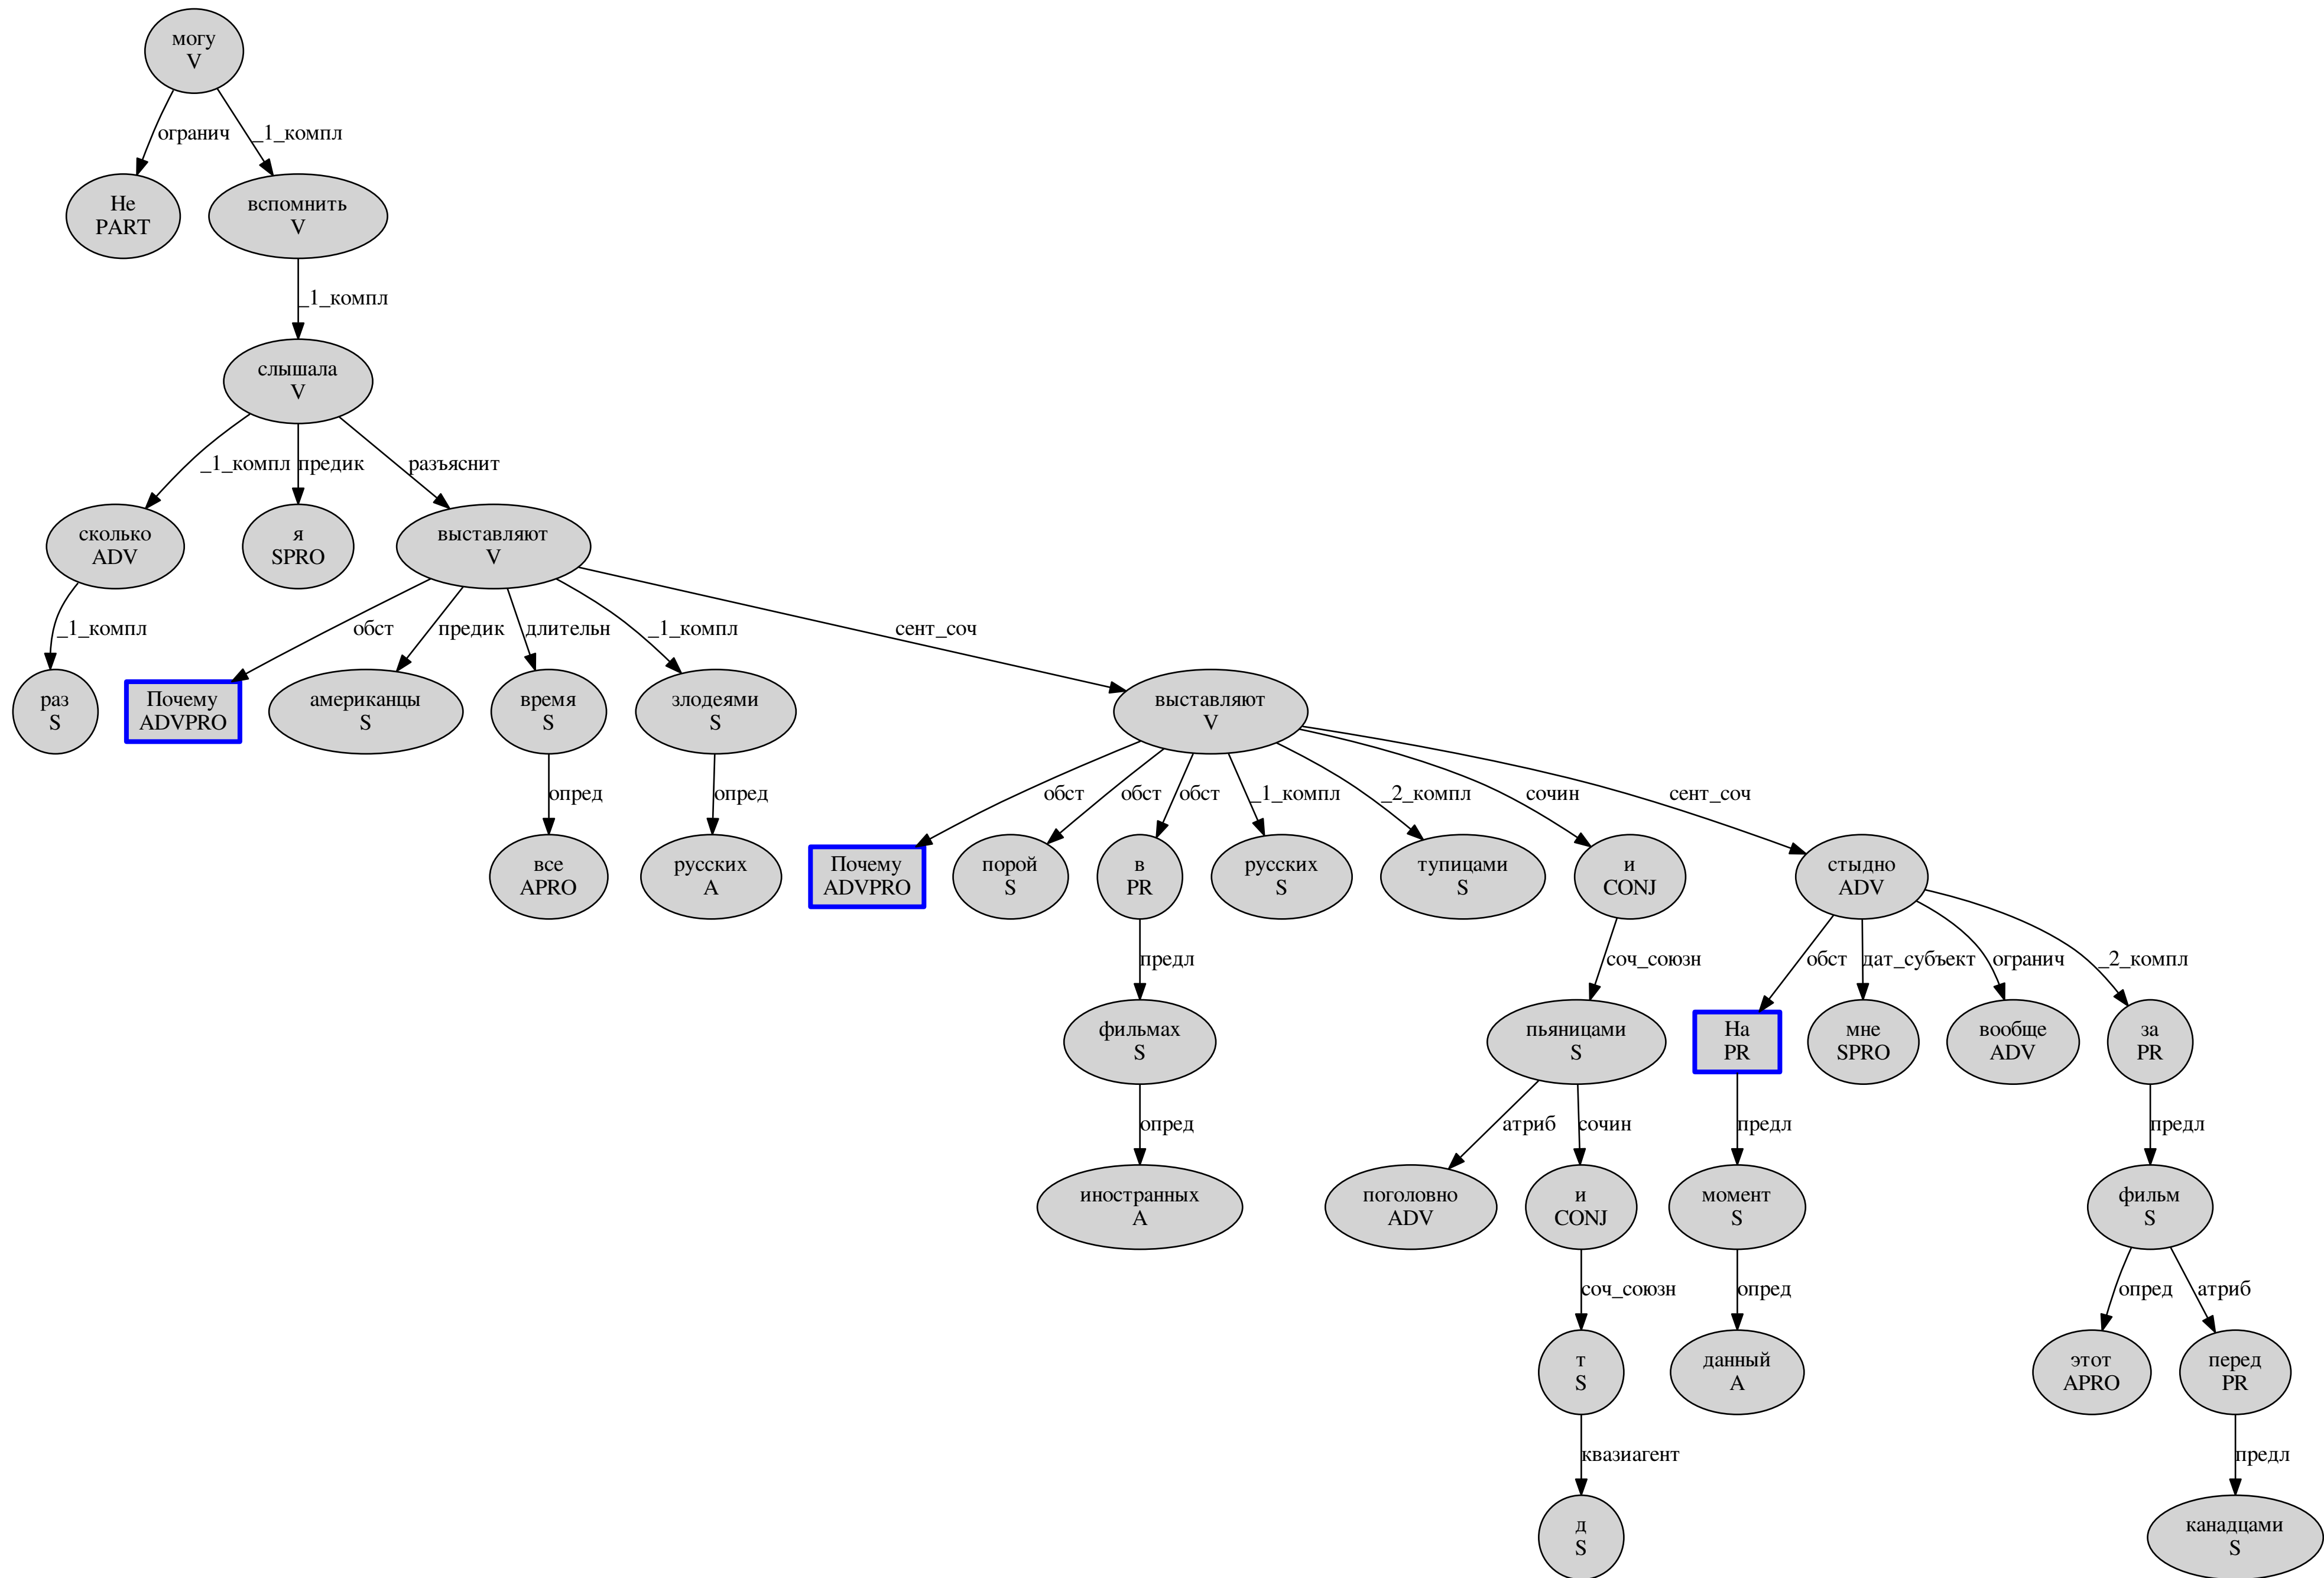 могу
V
огранич
_1_компл
Не
PART
вспомнить
V
_1_компл
слышала
V
_1_компл
предик
разъяснит
сколько
ADV
я
SPRO
выставляют
V
_1_компл
обст
предик
длительн
_1_компл
сент_соч
раз
S
Почему
ADVPRO
американцы
S
время
S
злодеями
S
выставляют
V
опред
опред
обст
обст
обст
_1_компл
_2_компл
сочин
сент_соч
все
APRO
русских
A
Почему
ADVPRO
порой
S
в
PR
русских
S
тупицами
S
и
CONJ
стыдно
ADV
предл
соч_союзн
обст
дат_субъект
огранич
_2_компл
фильмах
S
пьяницами
S
На
PR
мне
SPRO
вообще
ADV
за
PR
опред
атриб
сочин
предл
предл
иностранных
A
поголовно
ADV
и
CONJ
момент
S
фильм
S
соч_союзн
опред
опред
атриб
т
S
данный
A
этот
APRO
перед
PR
квазиагент
предл
д
S
канадцами
S